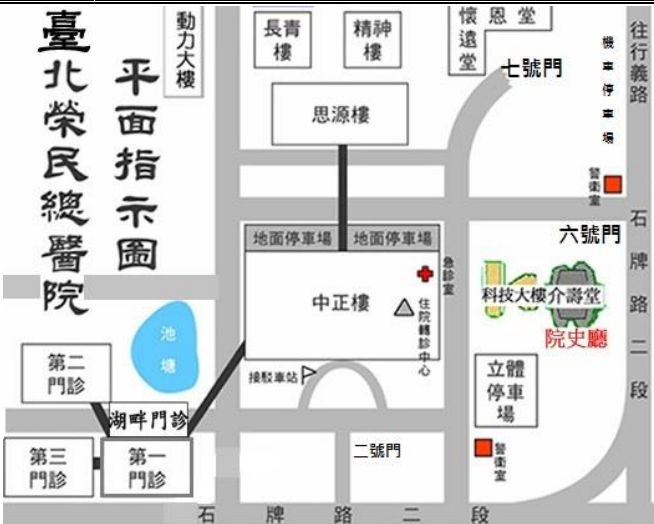 臺北榮民總醫院
平面指示圖
動力大樓
長青樓
精神樓
懷恩堂
懷遠堂
七號門
機車停車場
往行義路
思源樓
警衛室
石牌路二段
六號門
地面停車場
地面停車場
急診室
中正樓
住院轉診中心
科技大樓
介壽堂
院史廳
池塘
接駁車站
立體停車場
第二門診
湖畔門診
第三門診
第一門診
二號門
警衛室
石牌路二段